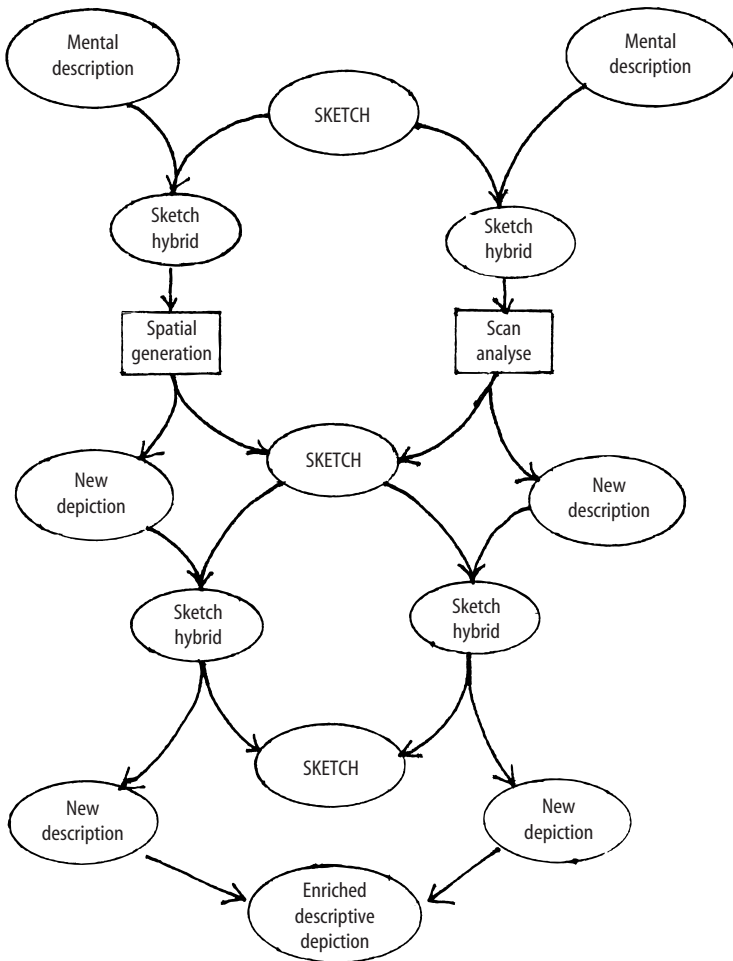 Mental
description
Mental
description
SKETCH
Sketch
hybrid
Sketch
hybrid
Spatial
generation
Scan
analyse
SKETCH
New
depiction
New
description
Sketch
hybrid
Sketch
hybrid
SKETCH
New
description
New
depiction
Enriched
descriptive
depiction